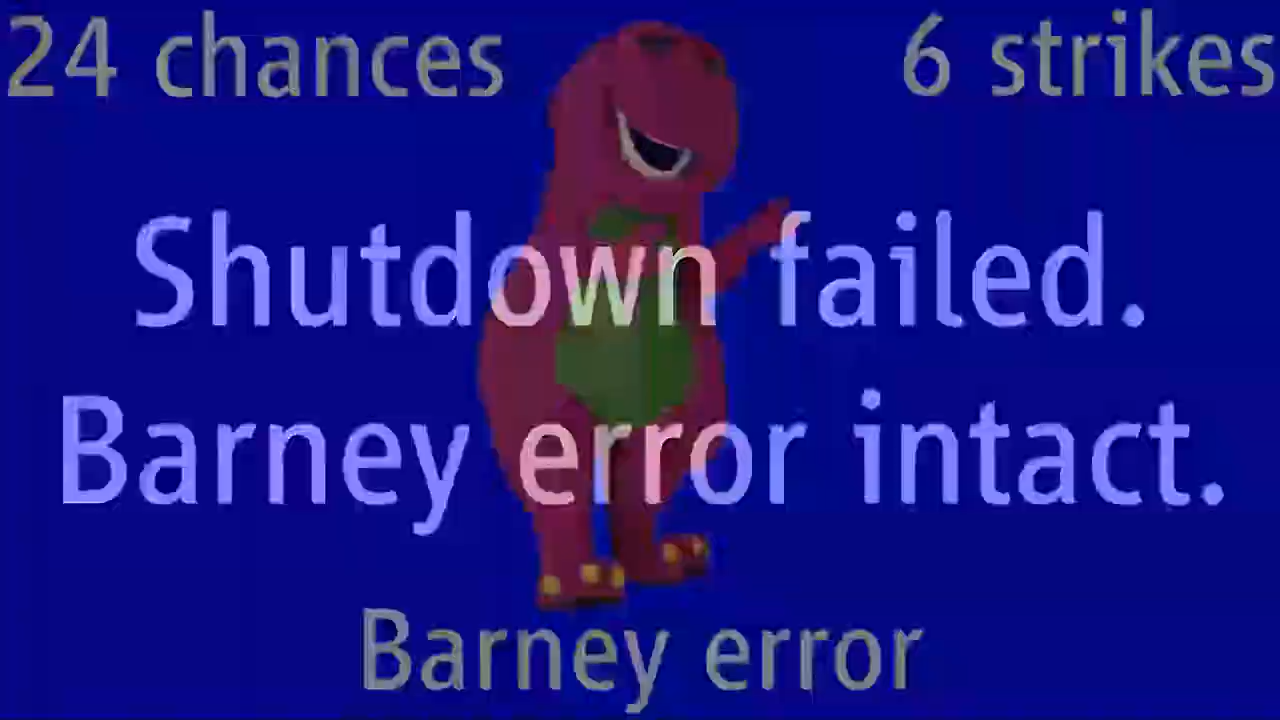 24 chances
6 strikes
Shutdown failed.
Barney error intact.
Barney error